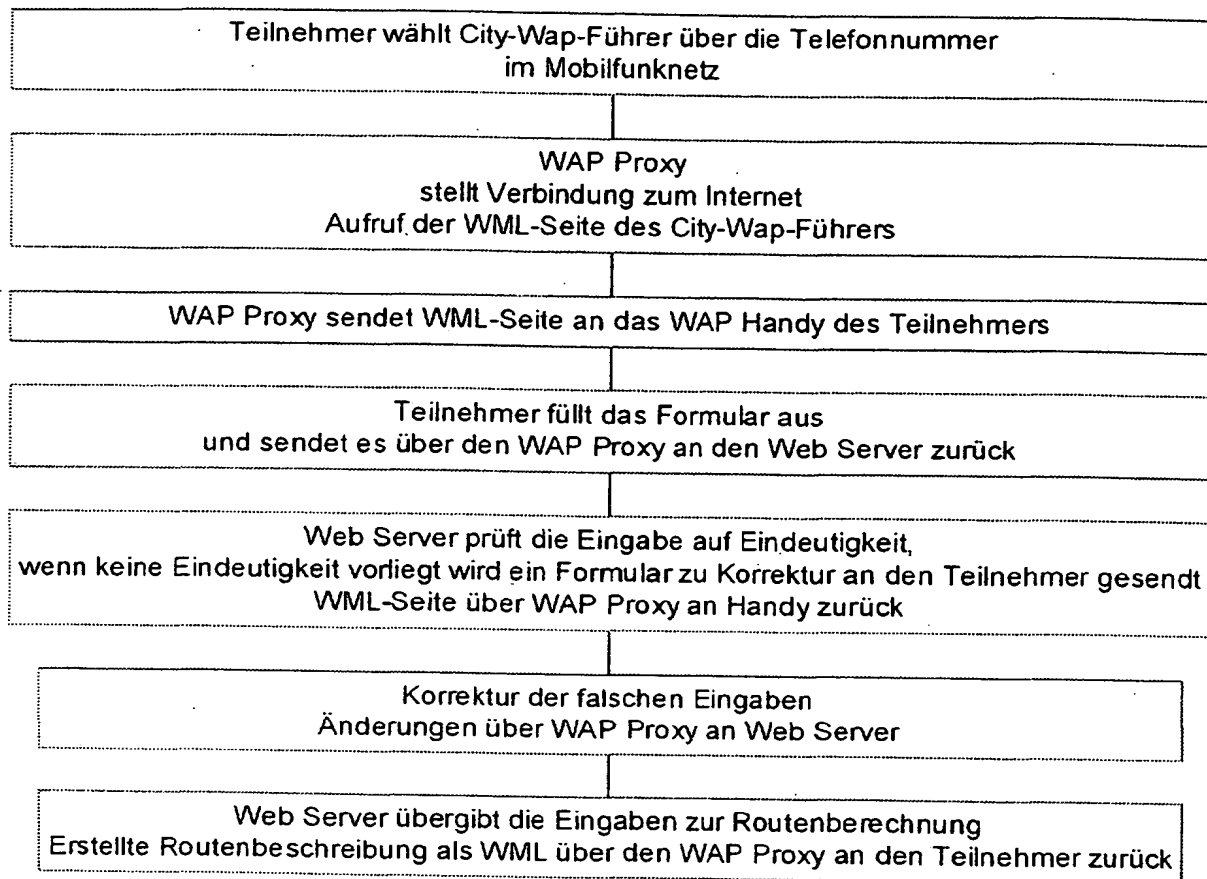 Teilnehmer wählt City-Wap-Führer über die Telefonnummer
im Mobilfunknetz
WAP Proxy
stellt Verbindung zum Internet
Aufruf der WML-Seite des City-Wap-Führers
WAP Proxy sendet WML-Seite an das WAP Handy des Teilnehmers
Teilnehmer füllt das Formular aus
und sendet es über den WAP Proxy an den Web Server zurück
Web Server prüft die Eingabe auf Eindeutigkeit,
wenn keine Eindeutigkeit vorliegt wird ein Formular zu Korrektur an den Teilnehmer gesendt
WML-Seite über WAP Proxy an Handy zurück
Korrektur der falschen Eingaben
Änderungen über WAP Proxy an Web Server
Web Server übergibt die Eingaben zur Routenberechnung
Erstellte Routenbeschreibung als WML über den WAP Proxy an den Teilnehmer zurück